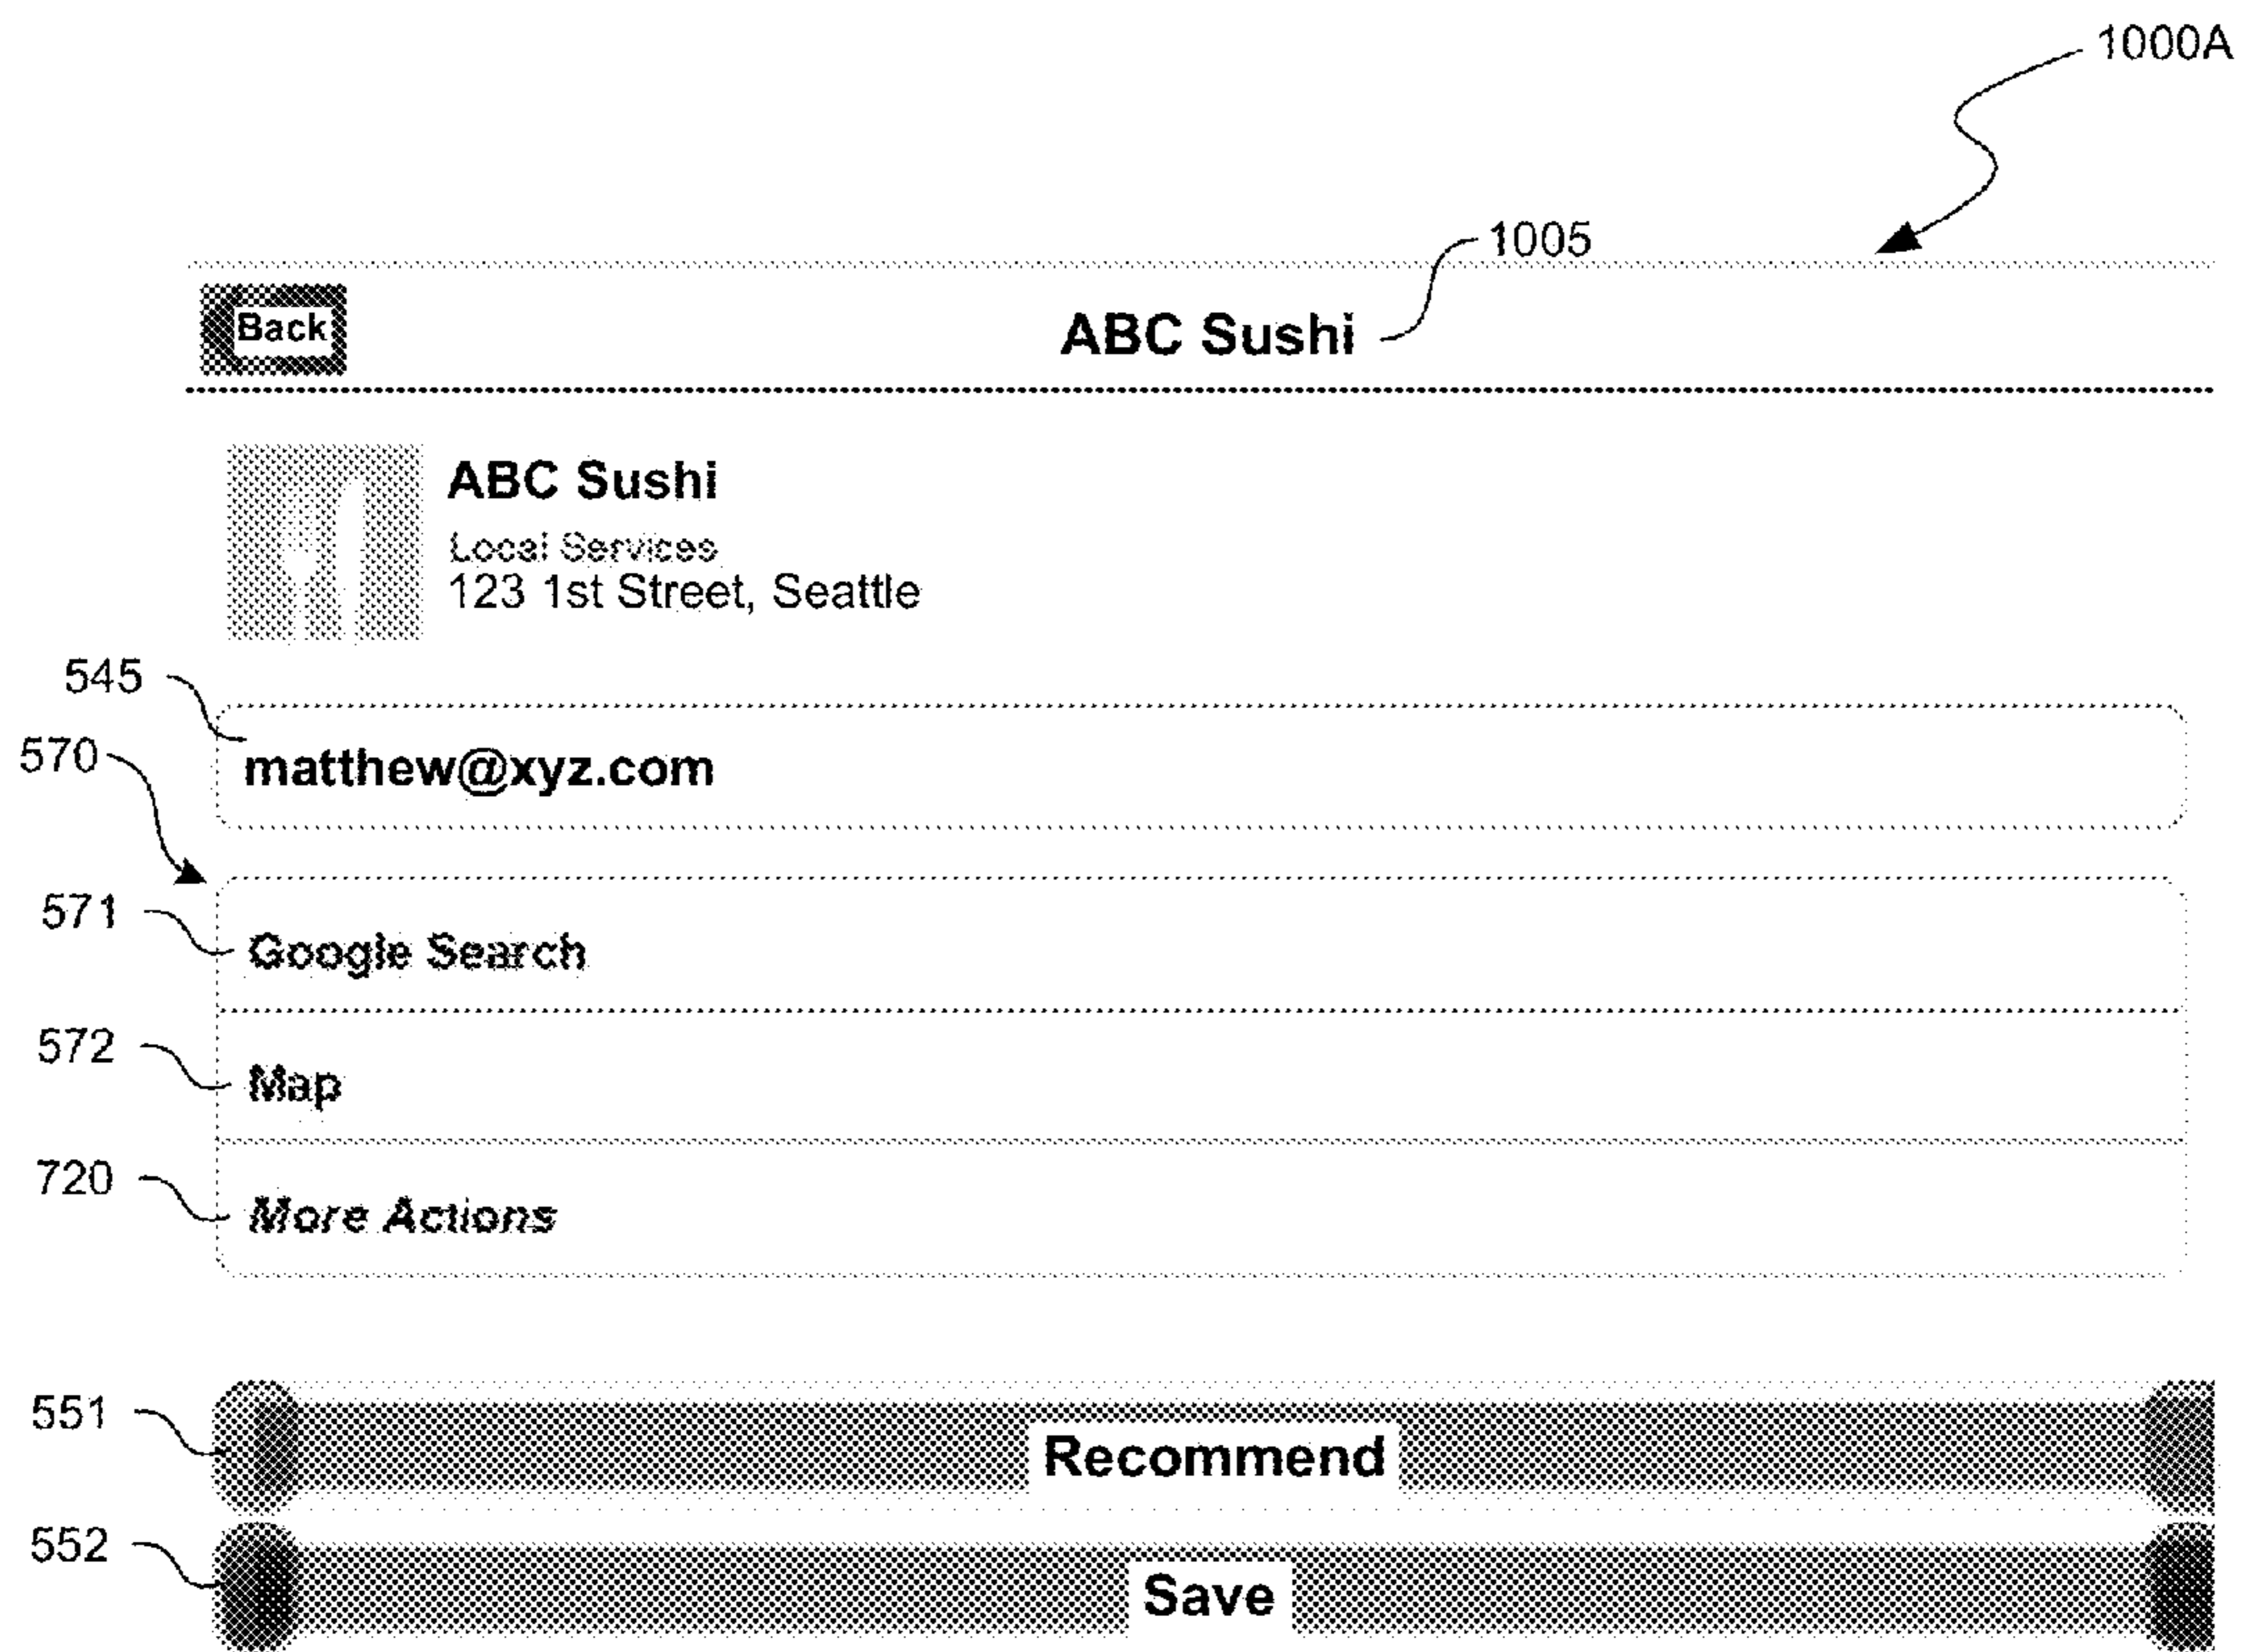 1000A
1005
Back
ABC Sushi
ABC Sushi
Local Services
123 1st Street, Seattle
545
matthew@xyz.com
570
571
Google Search
572
Map
720
More Actions
551
Recommend
552
Save